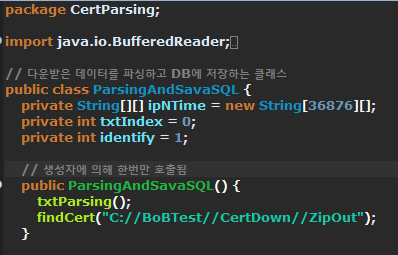 package CertParsing;
import java.io.BufferedReader;
// 다운받은 데이터를 파싱하고 DB에 저장하는 클래스
public class ParsingAndSavaSQL {
private String[][] ipNTime = new String[36876][];
private int txtIndex = 0;
private int identify = 1;
// 생성자에 의해 한번만 호출됨
public ParsingAndSavaSQL() {
txtParsing();
findCert("C://BoBTest//CertDown//ZipOut");
}